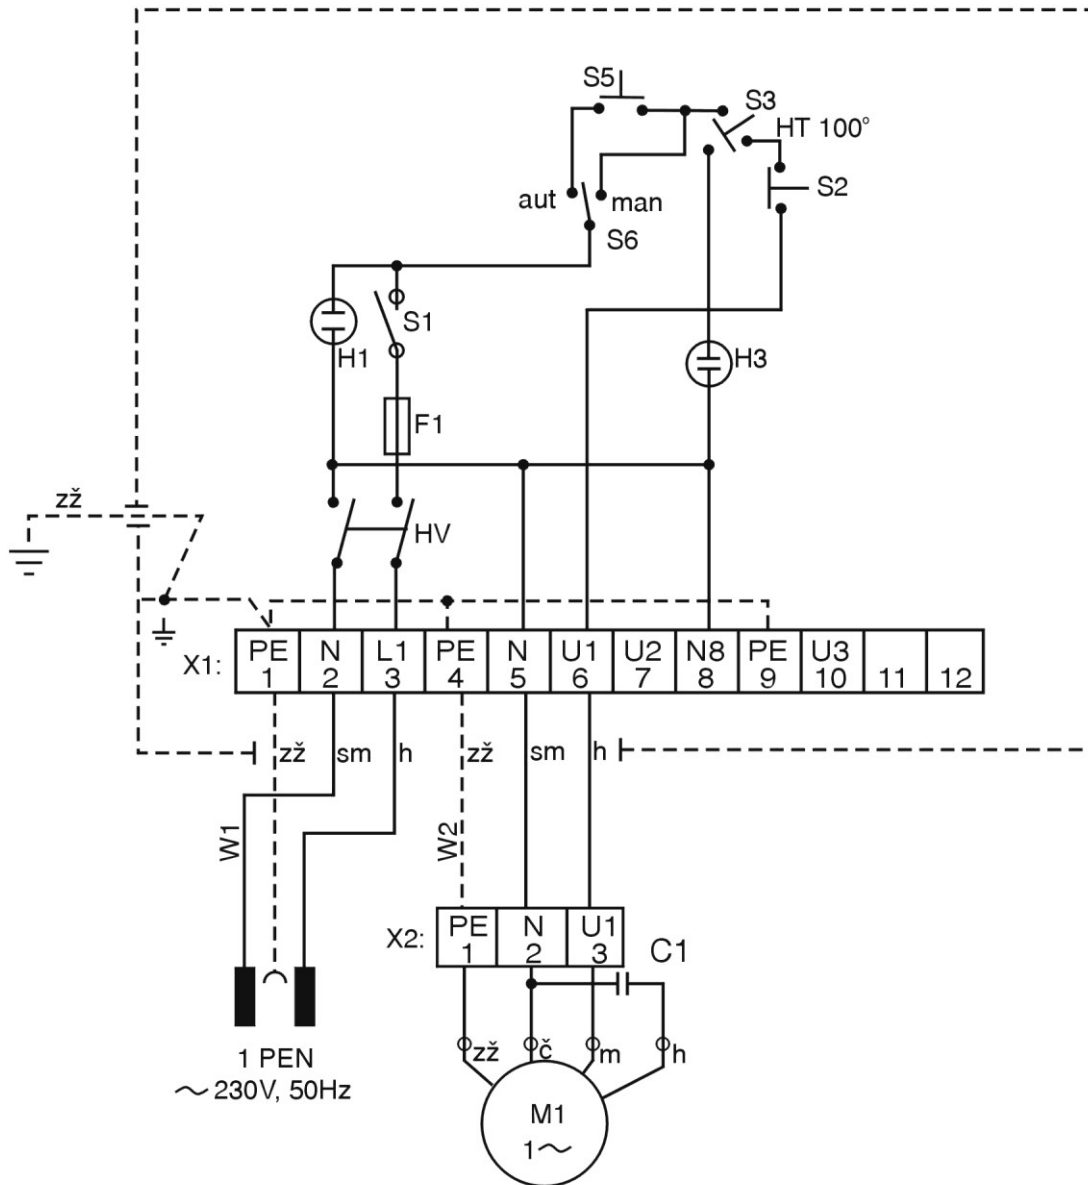 S5
S3
HT 100°
S2
aut
man
S6
S1
H1
H3
F1
zž
HV
X1:
PE 1
N 2
L1 3
PE 4
N 5
U1 6
U2 7
N8 8
PE 9
U3 10
11
12
zž
sm
h
zž
sm
h
W1
W2
X2:
PE 1
N 2
U1 3
C1
zž
č
m
h
1 PEN
~ 230V, 50Hz
M1
1~